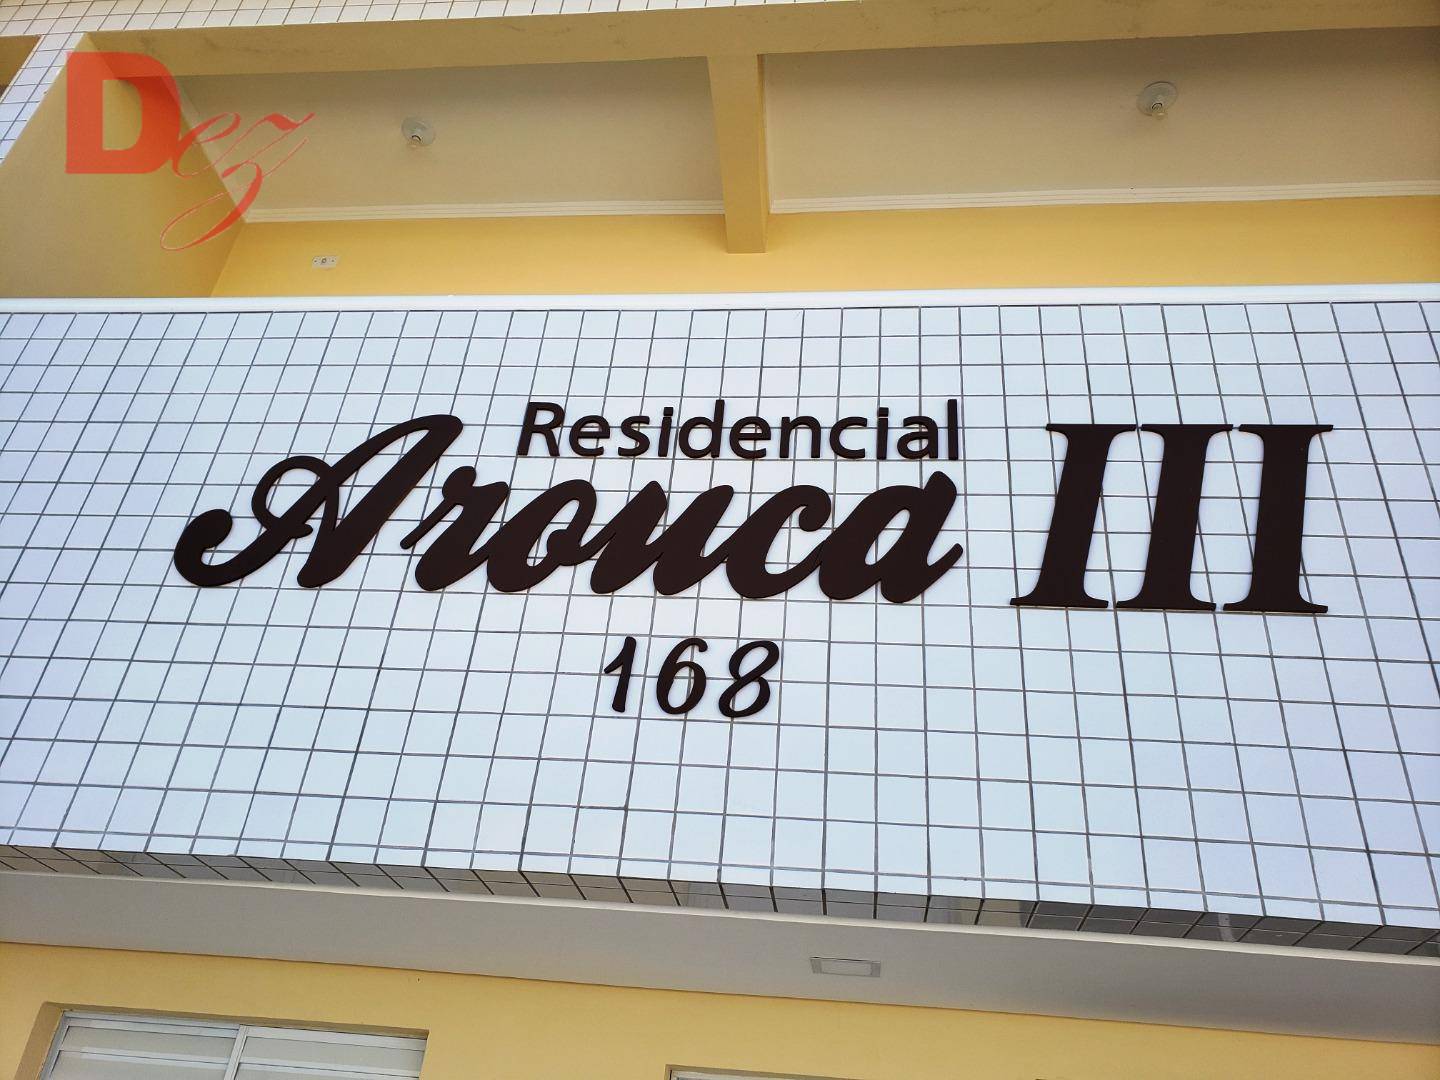 Dez
Residencial
Arouca III
168